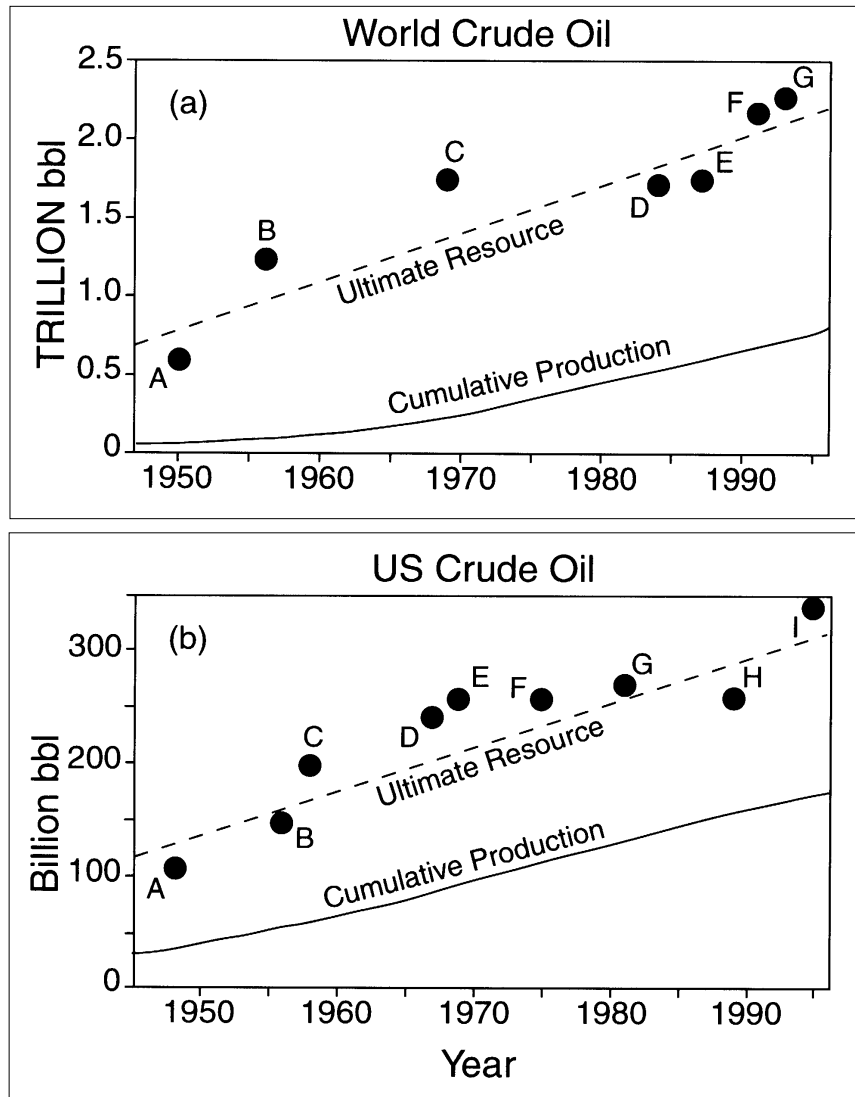 World Crude Oil
(a)
TRILLION bbl
2.5
2.0
1.5
1.0
0.5
0
A
B
C
D
E
F
G
Ultimate Resource
Cumulative Production
1950 1960 1970 1980 1990
US Crude Oil
(b)
Billion bbl
300
200
100
0
A
B
C
D
E
F
G
H
I
Ultimate Resource
Cumulative Production
1950 1960 1970 1980 1990
Year